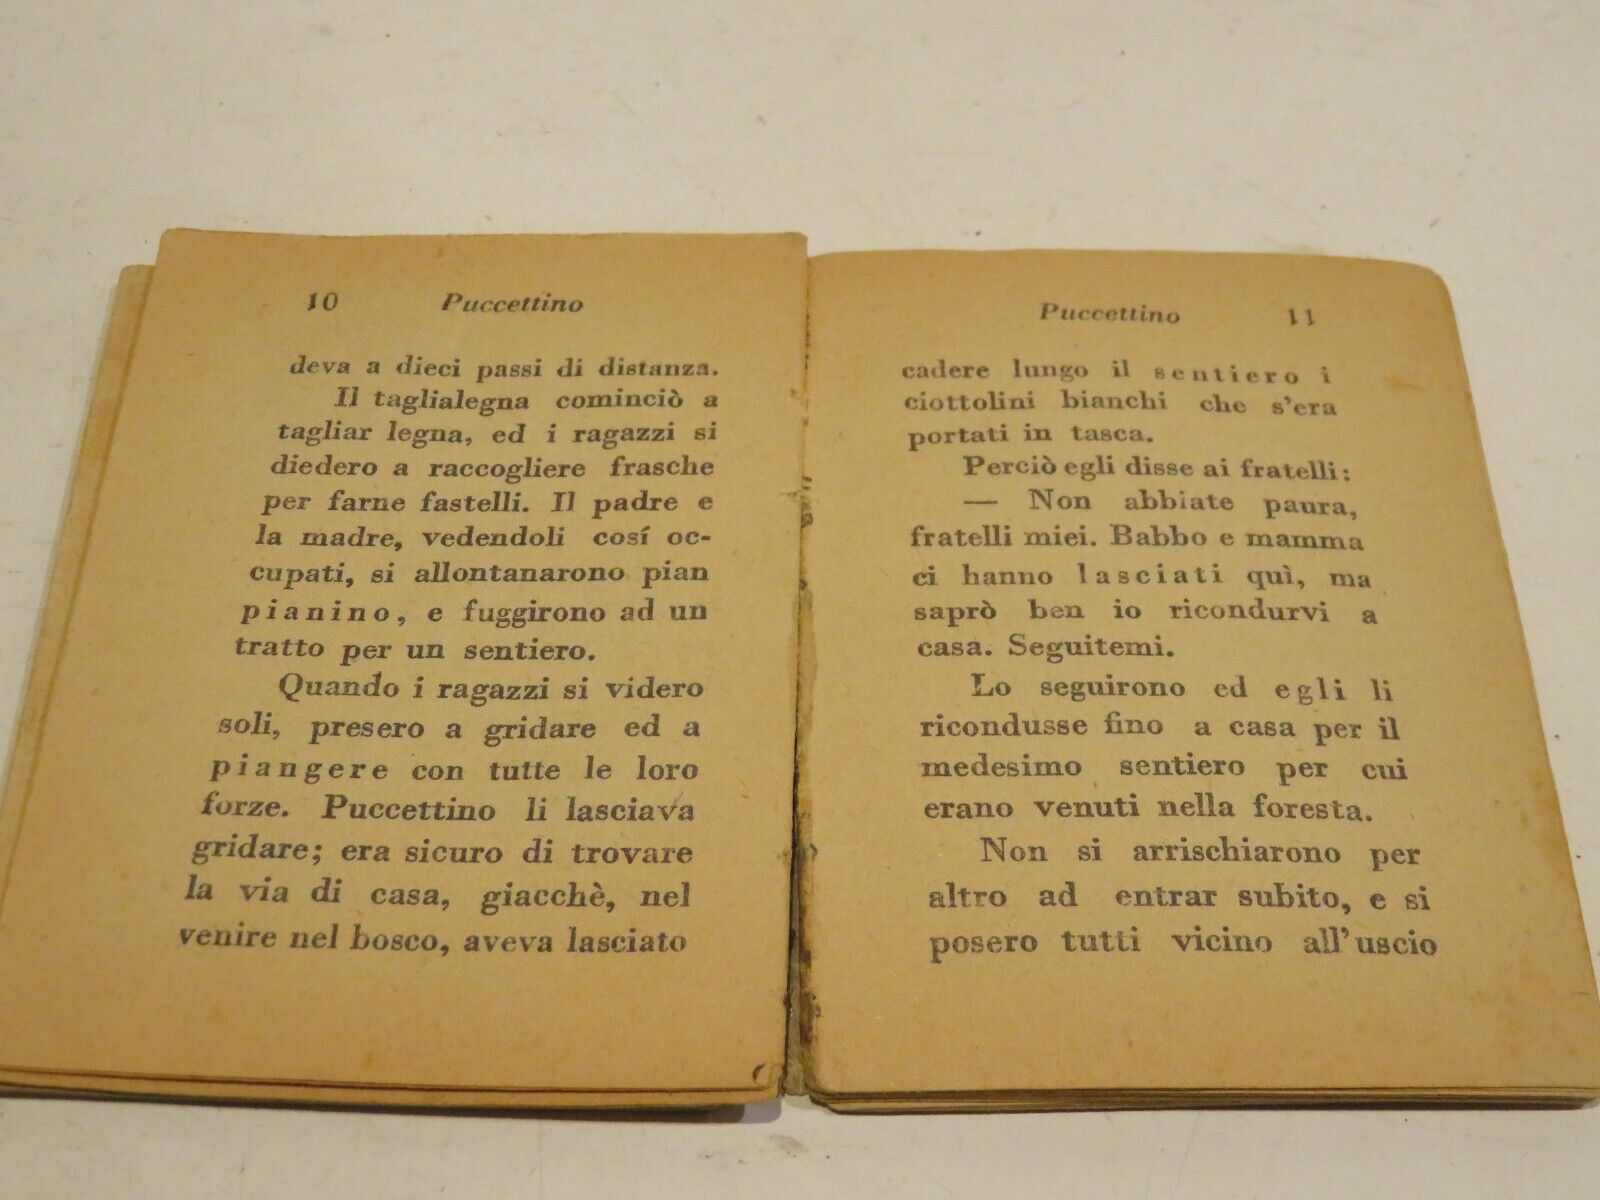 10 Puccettino
deva a dieci passi di distanza.
Il taglialegna cominciò a
tagliar legna, ed i ragazzi si
diedero a raccogliere frasche
per farne fastelli. Il padre e
la madre, vedendoli cosí oc-
cupati, si allontanarono pian
pianino, e fuggirono ad un
tratto per un sentiero.
Quando i ragazzi si videro
soli, presero a gridare ed a
piangere con tutte le loro
forze. Puccettino li lasciava
gridare; era sicuro di trovare
la via di casa, giacchè, nel
venire nel bosco, aveva lasciato
Puccettino 11
cadere lungo il sentiero i
ciottolini bianchi che s'era
portati in tasca.
Perciò egli disse ai fratelli:
— Non abbiate paura,
fratelli miei. Babbo e mamma
ci hanno lasciati quì, ma
saprò ben io ricondurvi a
casa. Seguitemi.
Lo seguirono ed egli li
ricondusse fino a casa per il
medesimo sentiero per cui
erano venuti nella foresta.
Non si arrischiarono per
altro ad entrar subito, e si
posero tutti vicino all'uscio